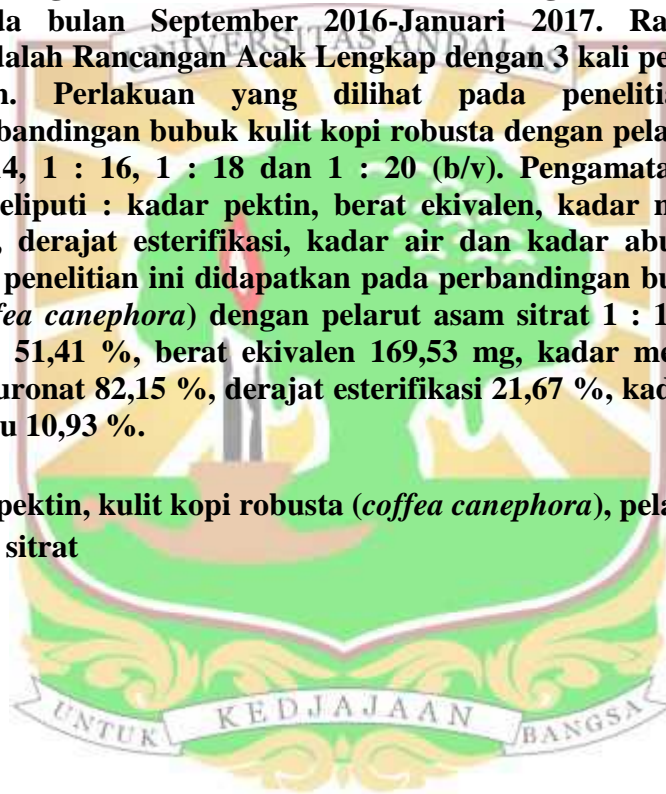 da bulan September 2016-Januari 2017. Ra
UNIVERSITAS ANDALAS
dalah Rancangan Acak Lengkap dengan 3 kali pe
n. Perlakuan yang dilihat pada peneliti
bandingan bubuk kulit kopi robusta dengan pela
14, 1 : 16, 1 : 18 dan 1 : 20 (b/v). Pengamata
eliputi : kadar pektin, berat ekivalen, kadar m
, derajat esterifikasi, kadar air dan kadar abu
penelitian ini didapatkan pada perbandingan bu
fea canephora) dengan pelarut asam sitrat 1 : 1
51,41 %, berat ekivalen 169,53 mg, kadar me
uronat 82,15 %, derajat esterifikasi 21,67 %, kad
u 10,93 %.
pektin, kulit kopi robusta (coffea canephora), pela
sitrat
UNTUK KEDJAJAAN BANGSA